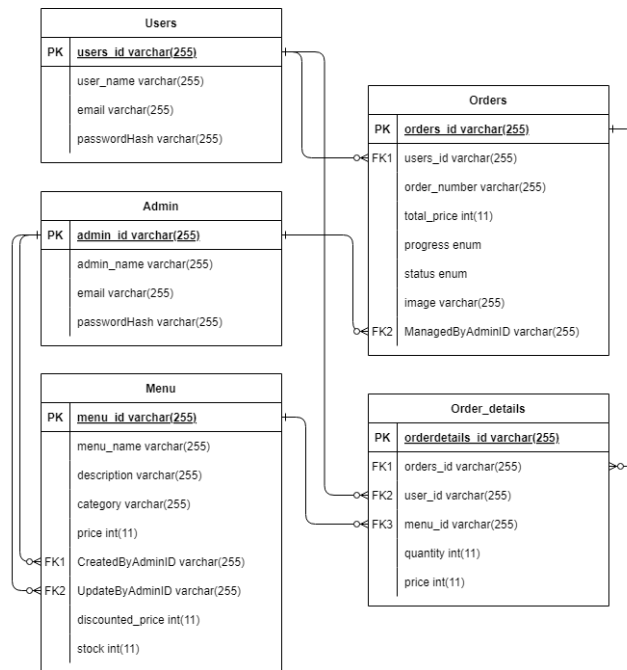 Users
PK users_id varchar(255)
user_name varchar(255)
email varchar(255)
passwordHash varchar(255)
Admin
PK admin_id varchar(255)
admin_name varchar(255)
email varchar(255)
passwordHash varchar(255)
Menu
PK menu_id varchar(255)
menu_name varchar(255)
description varchar(255)
category varchar(255)
price int(11)
FK1 CreatedByAdminID varchar(255)
FK2 UpdateByAdminID varchar(255)
discounted_price int(11)
stock int(11)
Orders
PK orders_id varchar(255)
FK1 users_id varchar(255)
order_number varchar(255)
total_price int(11)
progress enum
status enum
image varchar(255)
FK2 ManagedByAdminID varchar(255)
Order_details
PK orderdetails_id varchar(255)
FK1 orders_id varchar(255)
FK2 user_id varchar(255)
FK3 menu_id varchar(255)
quantity int(11)
price int(11)